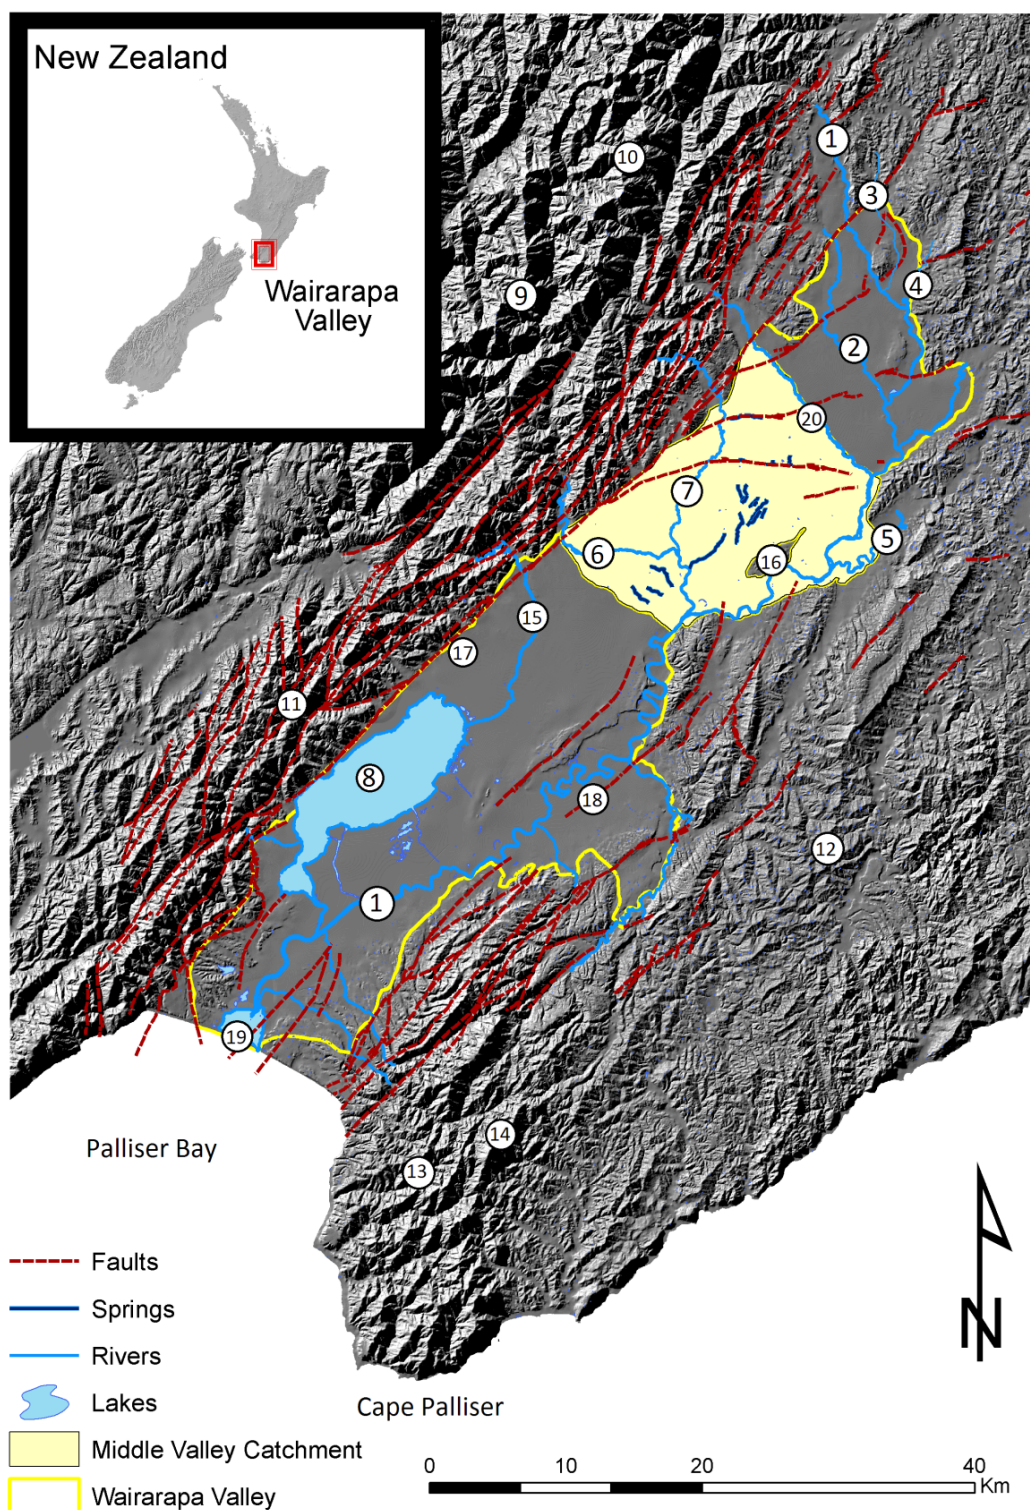 New Zealand
Wairarapa
Valley
10
1
3
9
4
2
20
7
5
6
16
15
17
11
8
18
12
1
19
14
13
Palliser Bay
Cape Palliser
Faults
Springs
Rivers
Lakes
Middle Valley Catchment
Wairarapa Valley
N
0 10 20 40
Km